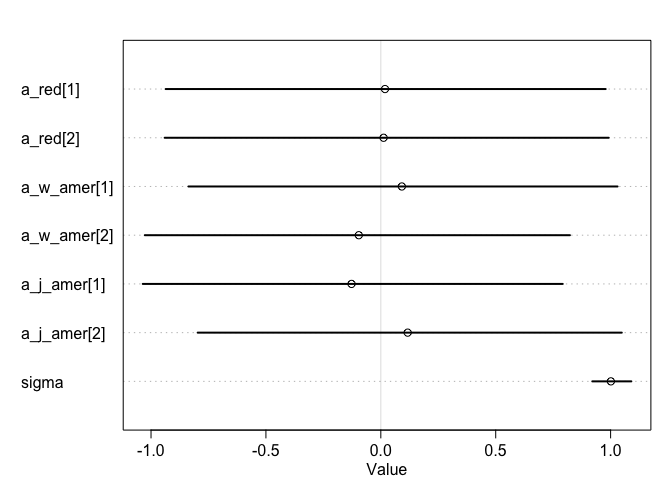 a_red[1]
a_red[2]
a_w_amer[1]
a_w_amer[2]
a_j_amer[1]
a_j_amer[2]
sigma
-1.0 -0.5 0.0 0.5 1.0
Value